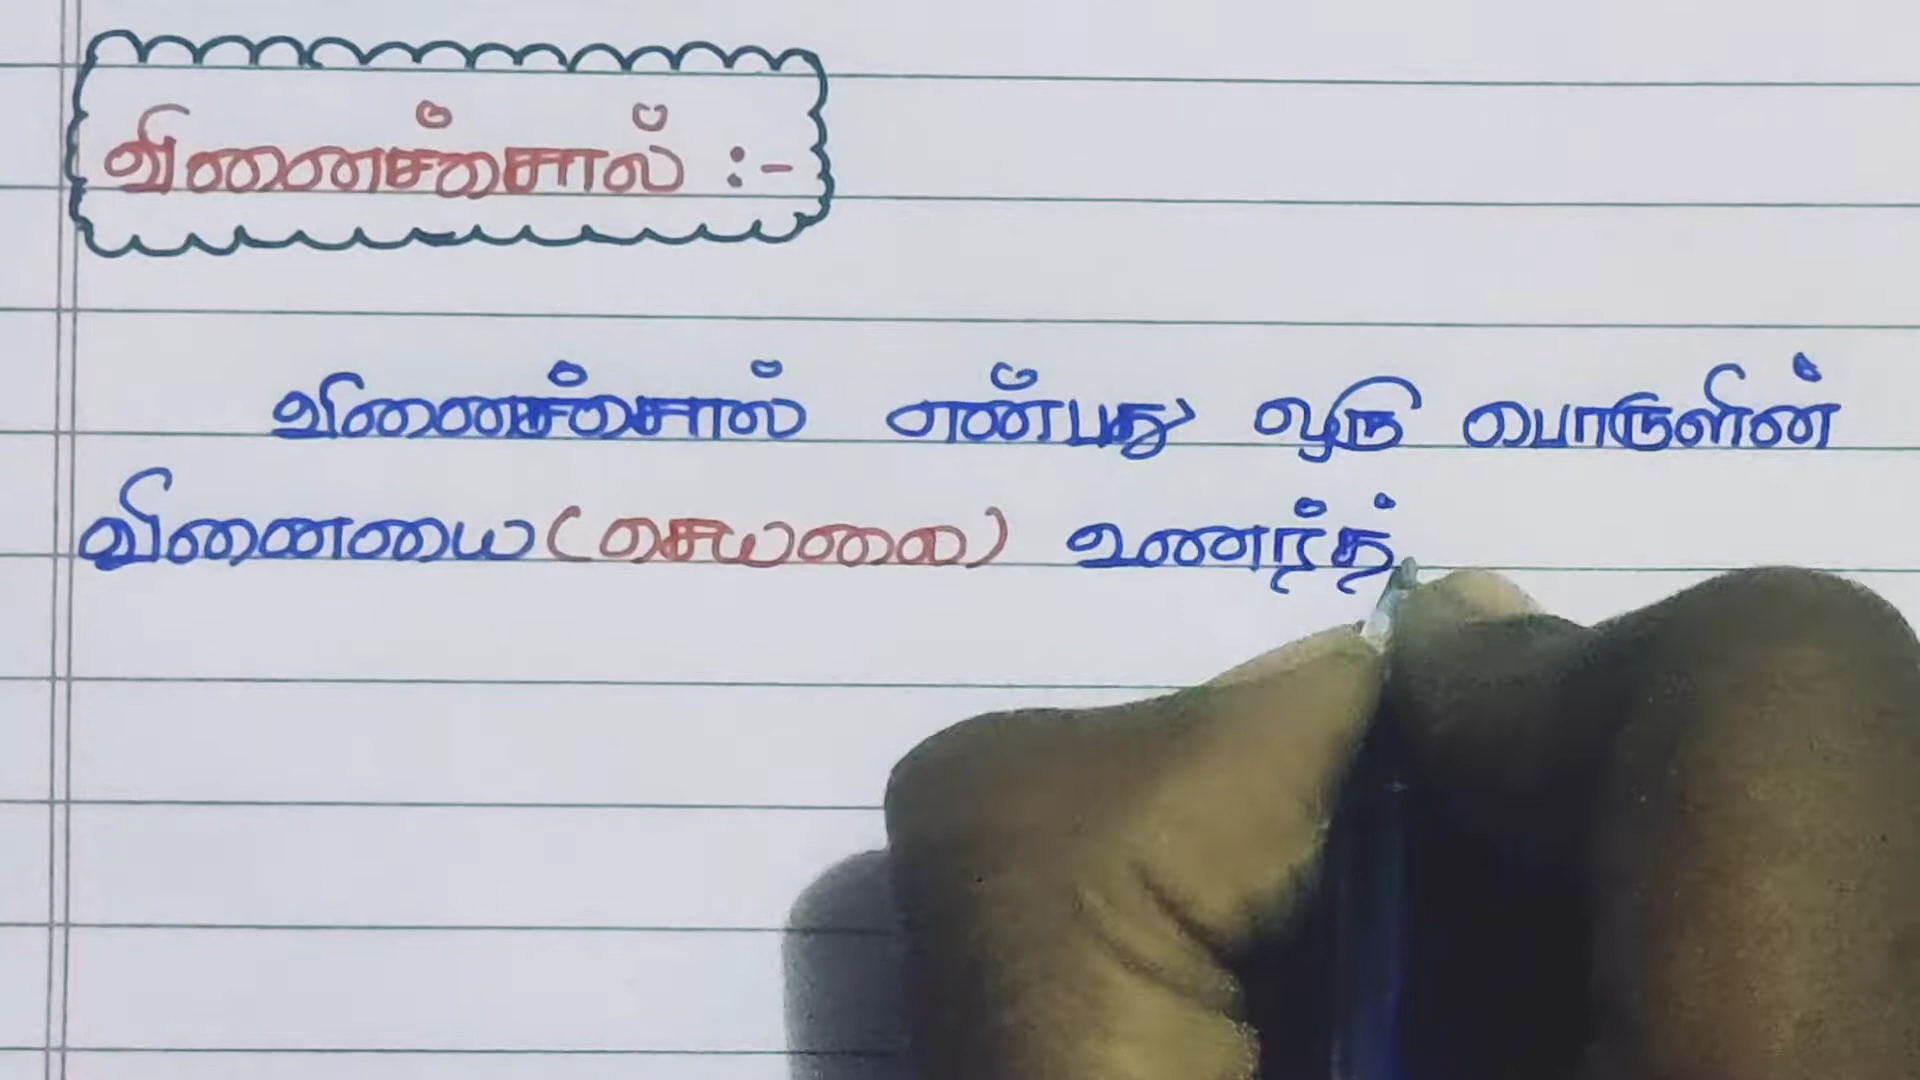 வினைச்சொல் :-
வினைச்சொல் என்பது ஒரு பொருளின்
வினையை (செயலை) உணர்த்